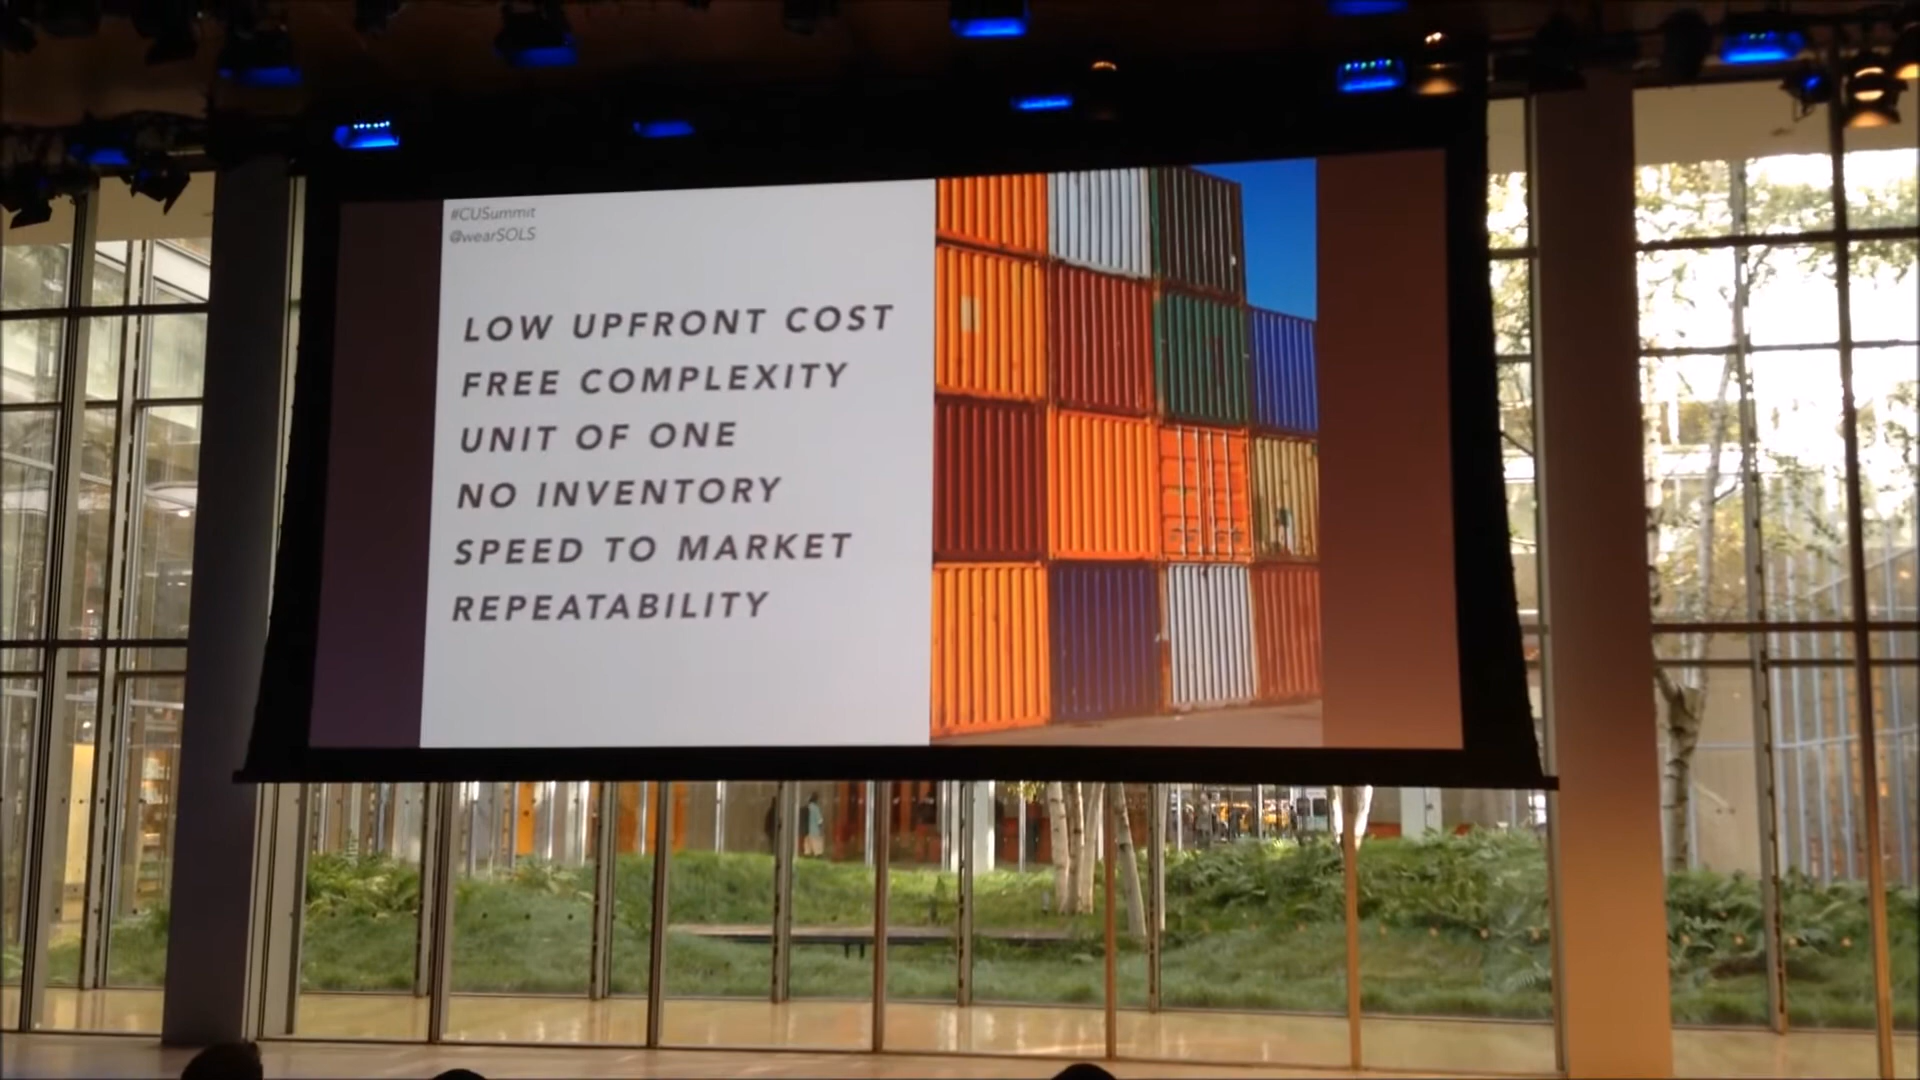 #CUSummit
@wearSOLS
LOW UPFRONT COST
FREE COMPLEXITY
UNIT OF ONE
NO INVENTORY
SPEED TO MARKET
REPEATABILITY